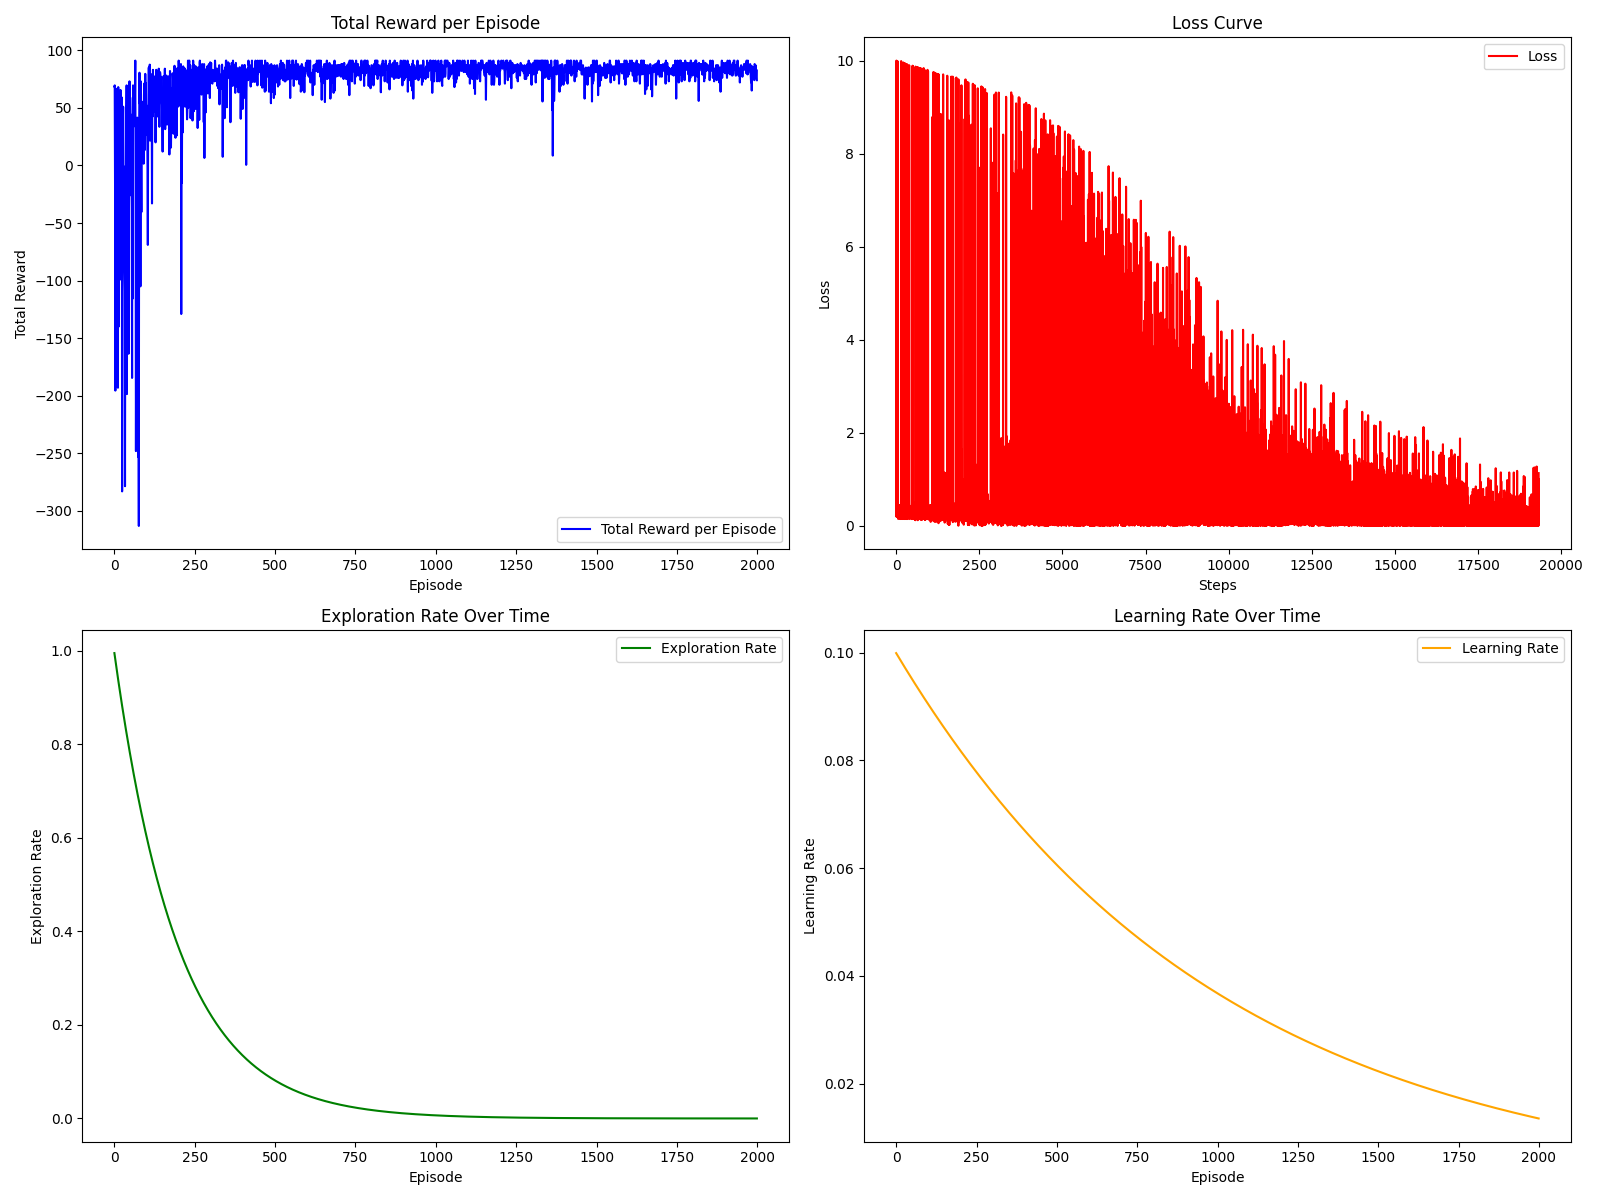 Total Reward per Episode
100
50
0
−50
−100
−150
−200
−250
−300
Total Reward
Total Reward per Episode
0 250 500 750 1000 1250 1500 1750 2000
Episode
Loss Curve
10
8
6
4
2
0
Loss
Loss
0 2500 5000 7500 10000 12500 15000 17500 20000
Steps
Exploration Rate Over Time
1.0
0.8
0.6
0.4
0.2
0.0
Exploration Rate
Exploration Rate
0 250 500 750 1000 1250 1500 1750 2000
Episode
Learning Rate Over Time
0.10
0.08
0.06
0.04
0.02
Learning Rate
Learning Rate
0 250 500 750 1000 1250 1500 1750 2000
Episode